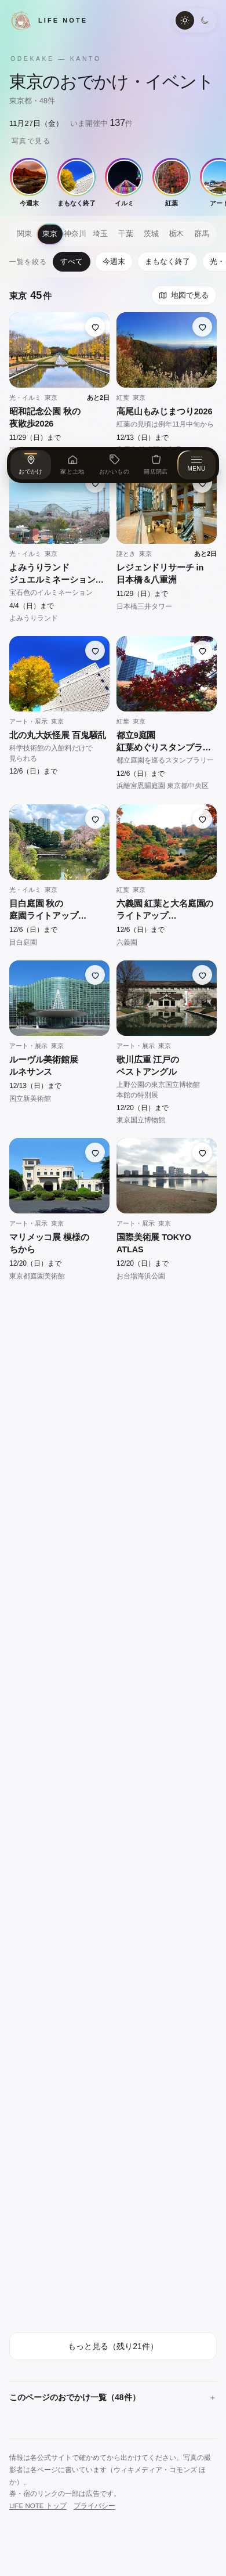 LIFE NOTE
ODEKAKE — KANTO
東京のおでかけ・イベント
東京都・48件
11月27日（金） いま開催中 137件
写真で見る
今週末 まもなく終了 イルミ 紅葉 アート
関東 東京 神奈川 埼玉 千葉 茨城 栃木 群馬
一覧を絞る すべて 今週末 まもなく終了 光・
東京 45件 地図で見る
光・イルミ 東京 あと2日
昭和記念公園 秋の
夜散歩2026
11/29（日）まで
紅葉 東京
高尾山もみじまつり2026
紅葉の見頃は例年11月中旬から
12/13（日）まで
おでかけ 家と土地 おかいもの 開店閉店 MENU
光・イルミ 東京
よみうりランド
ジュエルミネーション…
宝石色のイルミネーション
4/4（日）まで
よみうりランド
謎とき 東京 あと2日
レジェンドリサーチ in
日本橋＆八重洲
11/29（日）まで
日本橋三井タワー
アート・展示 東京
北の丸大妖怪展 百鬼騒乱
科学技術館の入館料だけで
見られる
12/6（日）まで
紅葉 東京
都立9庭園
紅葉めぐりスタンプラ…
都立庭園を巡るスタンプラリー
12/6（日）まで
浜離宮恩賜庭園 東京都中央区
光・イルミ 東京
目白庭園 秋の
庭園ライトアップ…
12/6（日）まで
目白庭園
紅葉 東京
六義園 紅葉と大名庭園の
ライトアップ…
12/6（日）まで
六義園
アート・展示 東京
ルーヴル美術館展
ルネサンス
12/13（日）まで
国立新美術館
アート・展示 東京
歌川広重 江戸の
ベストアングル
上野公園の東京国立博物館
本館の特別展
12/20（日）まで
東京国立博物館
アート・展示 東京
マリメッコ展 模様の
ちから
12/20（日）まで
東京都庭園美術館
アート・展示 東京
国際美術展 TOKYO
ATLAS
12/20（日）まで
お台場海浜公園
もっと見る（残り21件）
このページのおでかけ一覧（48件） +
情報は各公式サイトで確かめてから出かけてください。写真の撮
影者は各ページに書いています（ウィキメディア・コモンズ ほ
か）。
券・宿のリンクの一部は広告です。
LIFE NOTE トップ プライバシー